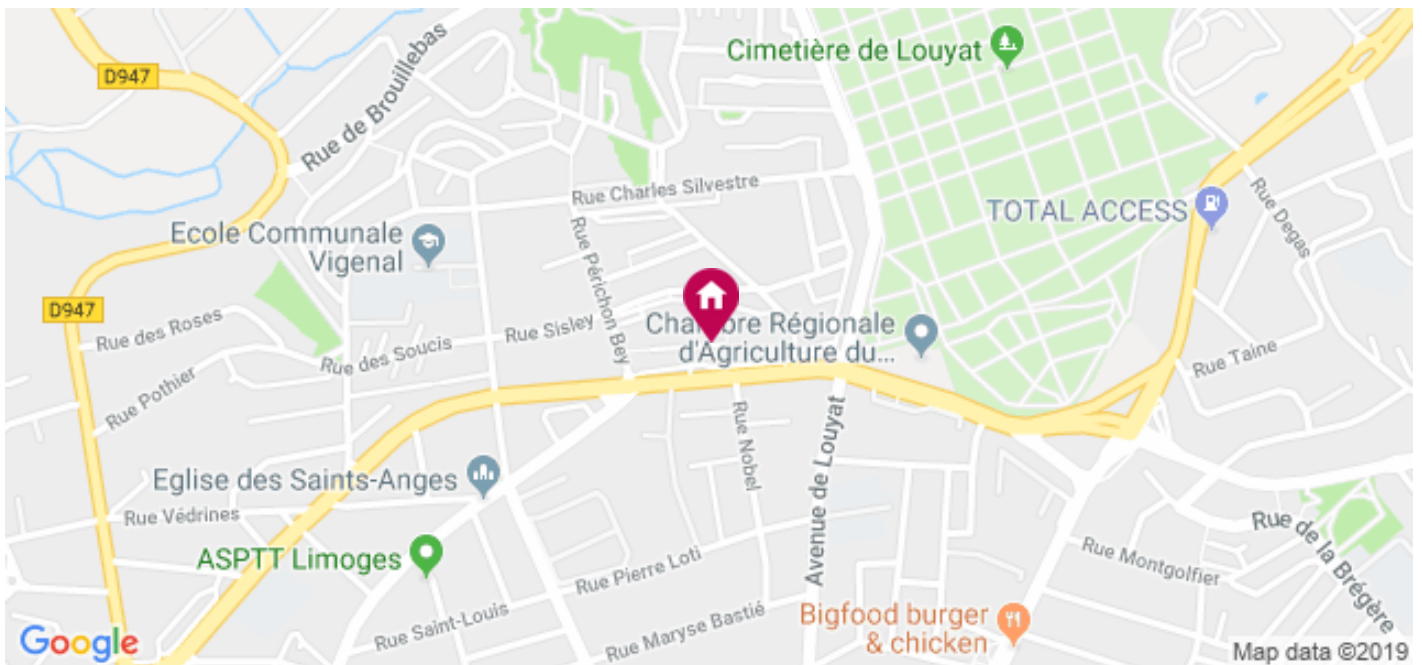 Cimetière de Louyat
D947
Rue de Brouillebas
Rue Charles Silvestre
TOTAL ACCESS
Rue Degas
Ecole Communale
Vigenal
Rue Périchon Bey
D947
Rue des Roses
Rue Sisley
Chambre Régionale
d'Agriculture du...
Rue des Soucis
Rue Taine
Rue Pothier
Rue Nobel
Avenue de Louyat
Eglise des Saints-Anges
Rue Védrines
Rue de la Brégère
ASPTT Limoges
Rue Pierre Loti
Rue Montgolfier
Rue Saint-Louis
Rue Maryse Bastié
Bigfood burger
& chicken
Google
Map data ©2019